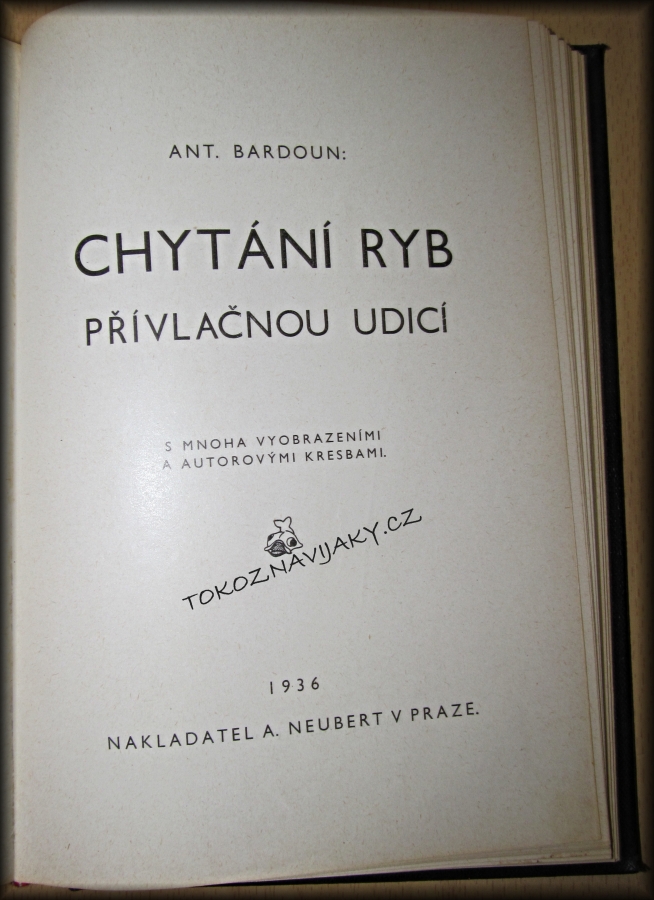 ANT. BARDOUN:
CHYTÁNÍ RYB
PŘÍVLAČNOU UDICÍ
S MNOHA VYOBRAZENÍMI
A AUTOROVÝMI KRESBAMI.
TOKOZNAVIJAKY.CZ
1936
NAKLADATEL A. NEUBERT V PRAZE.